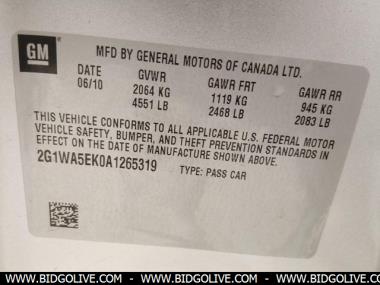 GM
MFD BY GENERAL MOTORS OF CANADA LTD.
DATE GVWR GAWR FRT GAWR RR
06/10 2064 KG 1119 KG 945 KG
4551 LB 2468 LB 2083 LB
THIS VEHICLE CONFORMS TO ALL APPLICABLE U.S. FEDERAL MOTOR
VEHICLE SAFETY, BUMPER, AND THEFT PREVENTION STANDARDS IN
EFFECT ON THE DATE OF MANUFACTURE SHOWN ABOVE.
2G1WA5EK0A1265319 TYPE: PASS CAR
WWW.BIDGOLIVE.COM - WWW.BIDGOLIVE.COM - WWW.BIDGOLIVE.COM